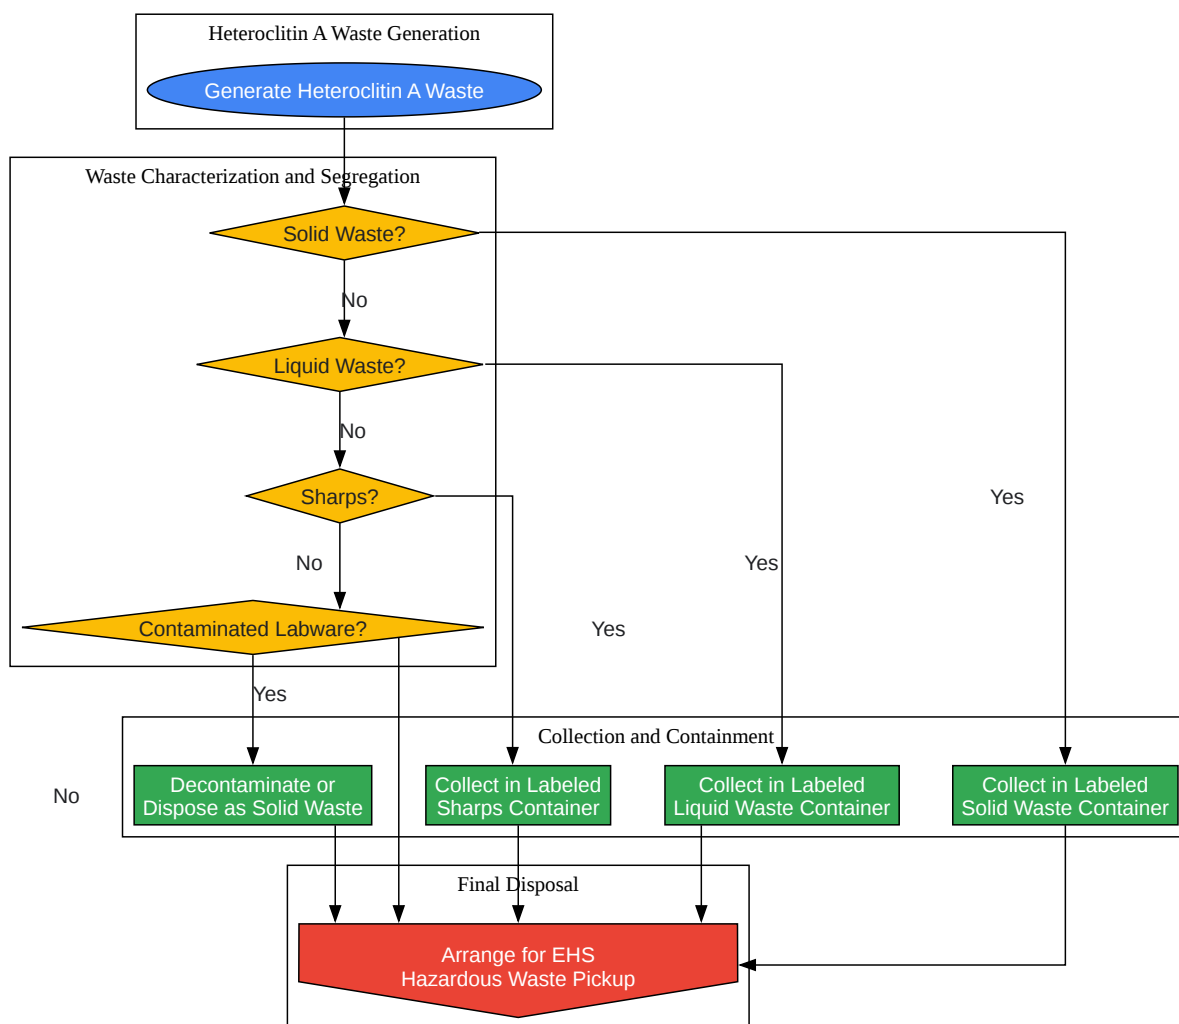 Heteroclitin A Waste Generation
Generate Heteroclitin A Waste
Waste Characterization and Segregation
Solid Waste?
No
Liquid Waste?
No
Sharps?
Yes
No
Yes
Contaminated Labware?
Yes
Yes
Collection and Containment
No
Decontaminate or
Dispose as Solid Waste
Collect in Labeled
Sharps Container
Collect in Labeled
Liquid Waste Container
Collect in Labeled
Solid Waste Container
Final Disposal
Arrange for EHS
Hazardous Waste Pickup